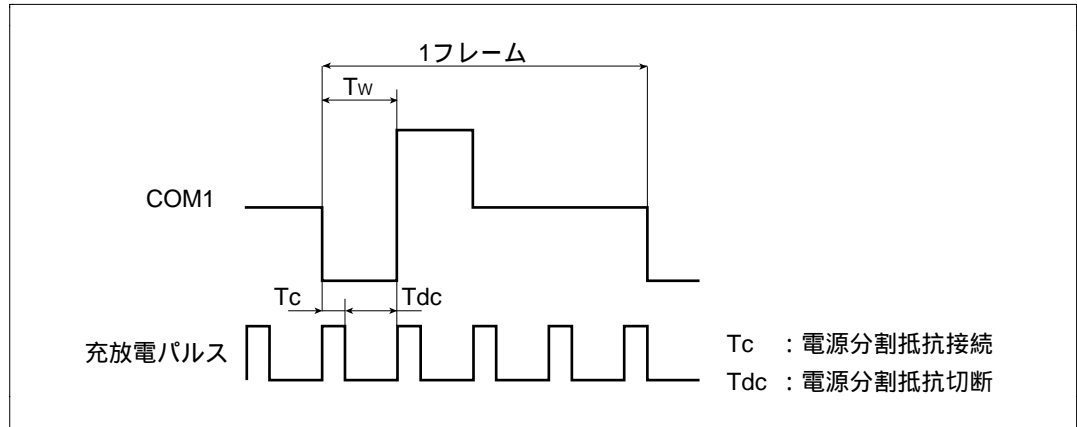 1フレーム
Tw
COM1
Tc Tdc
充放電パルス
Tc ：電源分割抵抗接続
Tdc ：電源分割抵抗切断